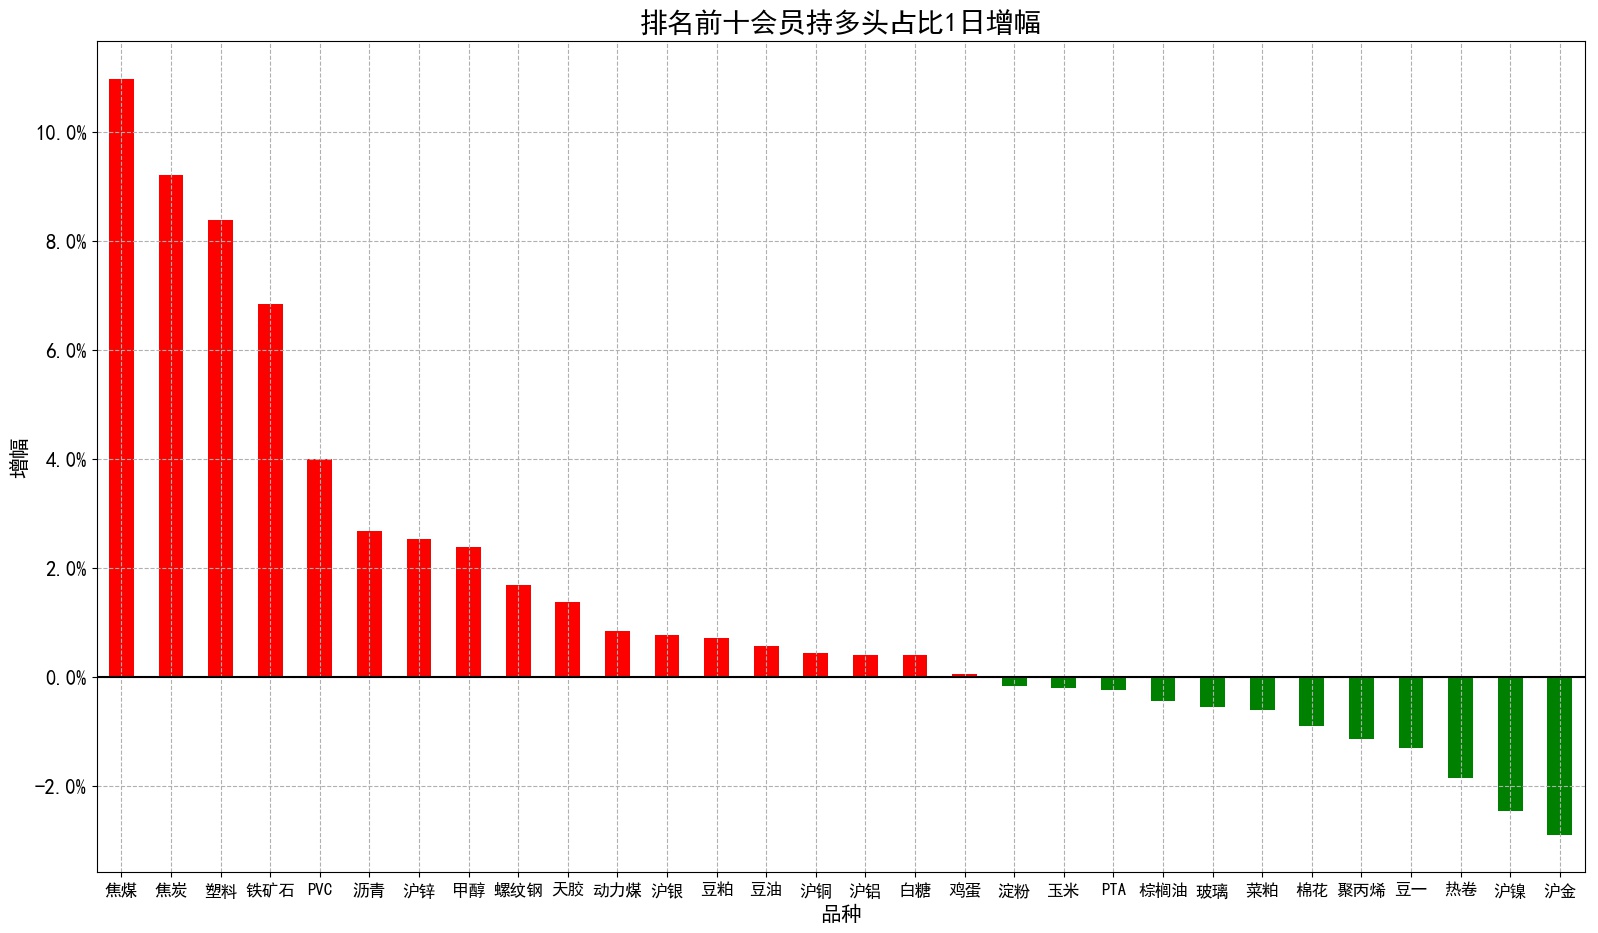 排名前十会员持多头占比1日增幅
10.0%
8.0%
6.0%
4.0%
2.0%
0.0%
-2.0%
增幅
焦煤 焦炭 塑料 铁矿石 PVC 沥青 沪锌 甲醇 螺纹钢 天胶 动力煤 沪银 豆粕 豆油 沪铜 沪铝 白糖 鸡蛋 淀粉 玉米 PTA 棕榈油 玻璃 菜粕 棉花 聚丙烯 豆一 热卷 沪镍 沪金
品种